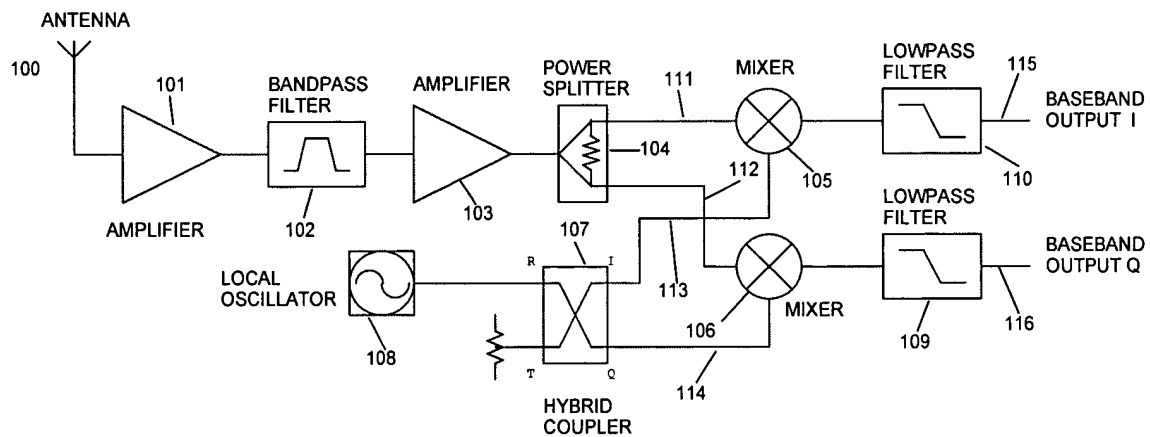 ANTENNA
100
101
BANDPASS
FILTER
AMPLIFIER
POWER
SPLITTER
111
MIXER
LOWPASS
FILTER
115
BASEBAND
OUTPUT I
104
112
105
110
AMPLIFIER
102
103
LOWPASS
FILTER
107
113
BASEBAND
OUTPUT Q
LOCAL
OSCILLATOR
R
I
106
MIXER
109
116
108
T
Q
114
HYBRID
COUPLER